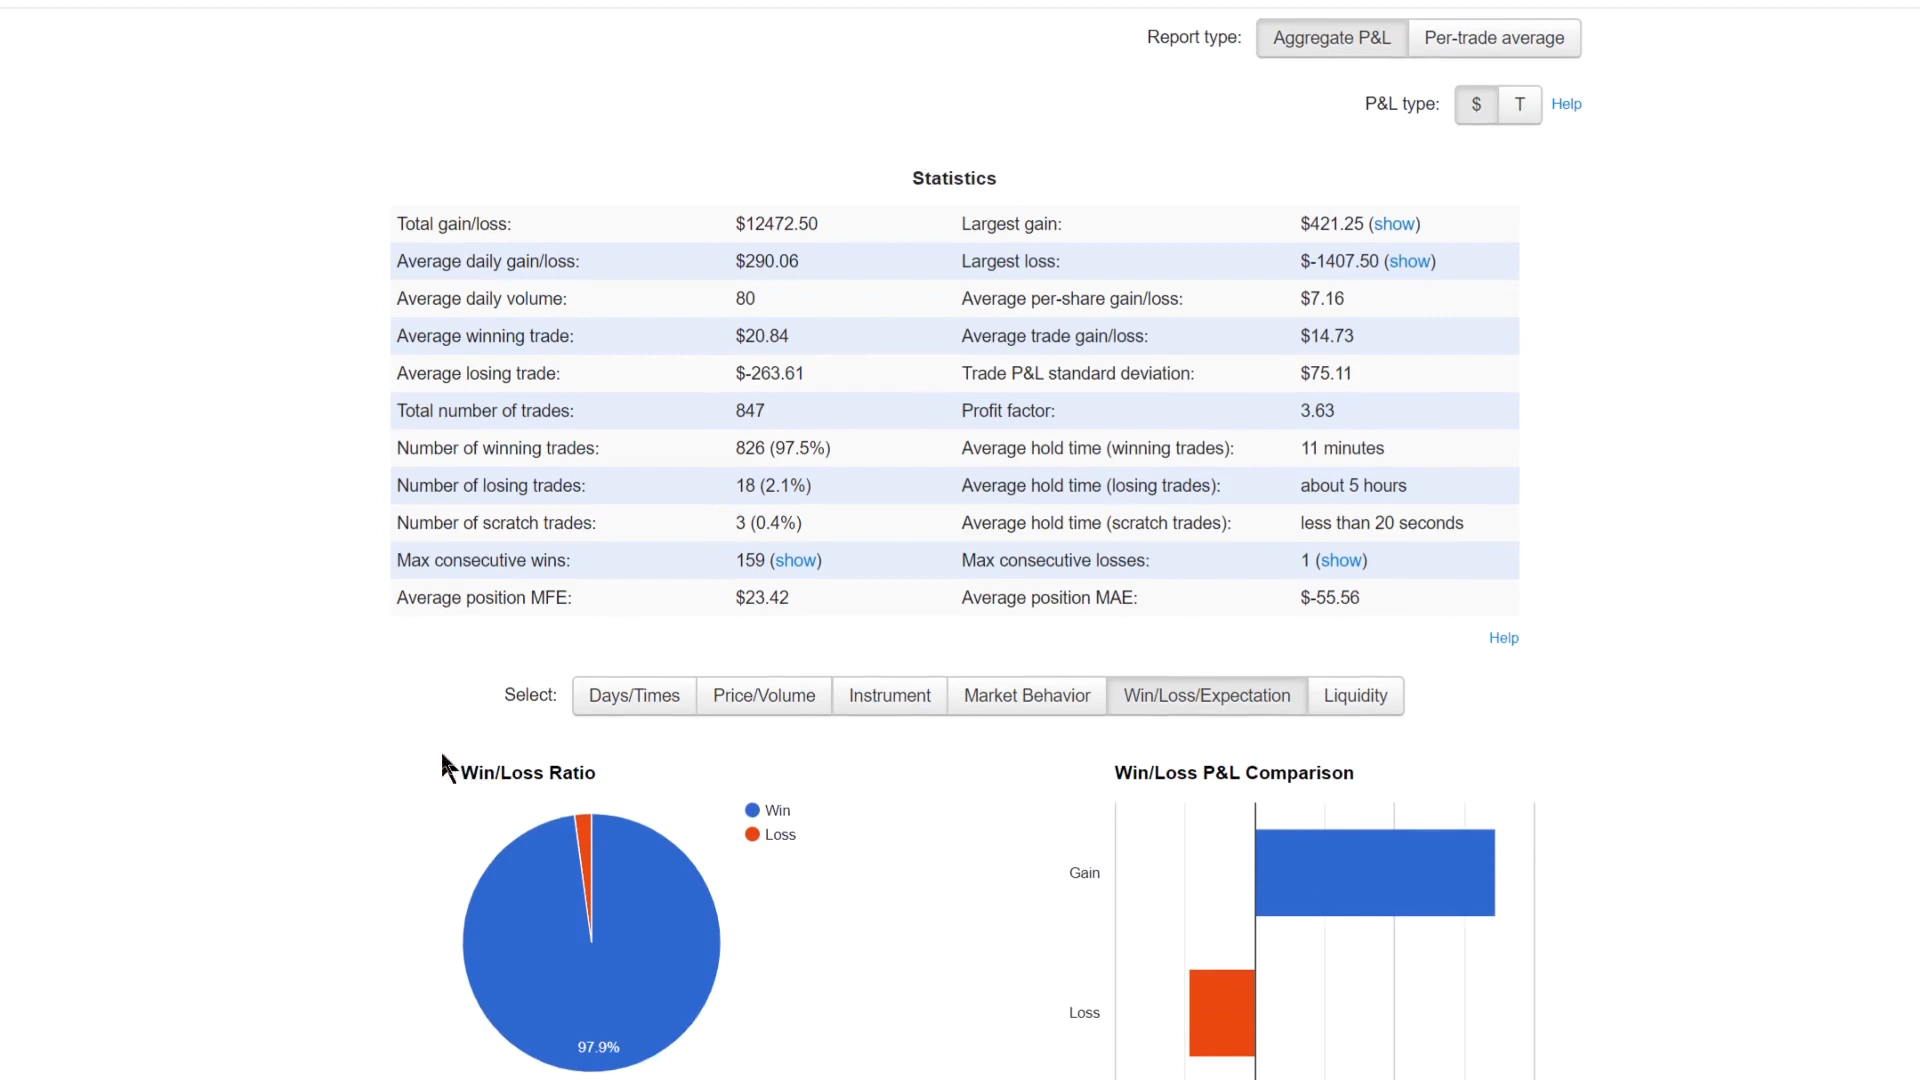 Report type: Aggregate P&L Per-trade average
P&L type: $ T Help
Statistics
Total gain/loss: $12472.50 Largest gain: $421.25 (show)
Average daily gain/loss: $290.06 Largest loss: $-1407.50 (show)
Average daily volume: 80 Average per-share gain/loss: $7.16
Average winning trade: $20.84 Average trade gain/loss: $14.73
Average losing trade: $-263.61 Trade P&L standard deviation: $75.11
Total number of trades: 847 Profit factor: 3.63
Number of winning trades: 826 (97.5%) Average hold time (winning trades): 11 minutes
Number of losing trades: 18 (2.1%) Average hold time (losing trades): about 5 hours
Number of scratch trades: 3 (0.4%) Average hold time (scratch trades): less than 20 seconds
Max consecutive wins: 159 (show) Max consecutive losses: 1 (show)
Average position MFE: $23.42 Average position MAE: $-55.56
Help
Select: Days/Times Price/Volume Instrument Market Behavior Win/Loss/Expectation Liquidity
Win/Loss Ratio
Win
Loss
97.9%
Win/Loss P&L Comparison
Gain
Loss